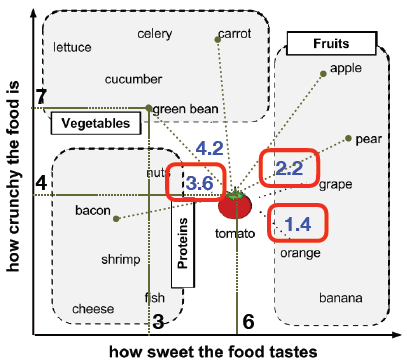 celery
carrot
lettuce
Fruits
apple
cucumber
7
green bean
Vegetables
pear
4.2
nuts
3.6
2.2
4
grape
bacon
1.4
tomato
orange
shrimp
Proteins
fish
banana
cheese
3
6
how crunchy the food is
how sweet the food tastes